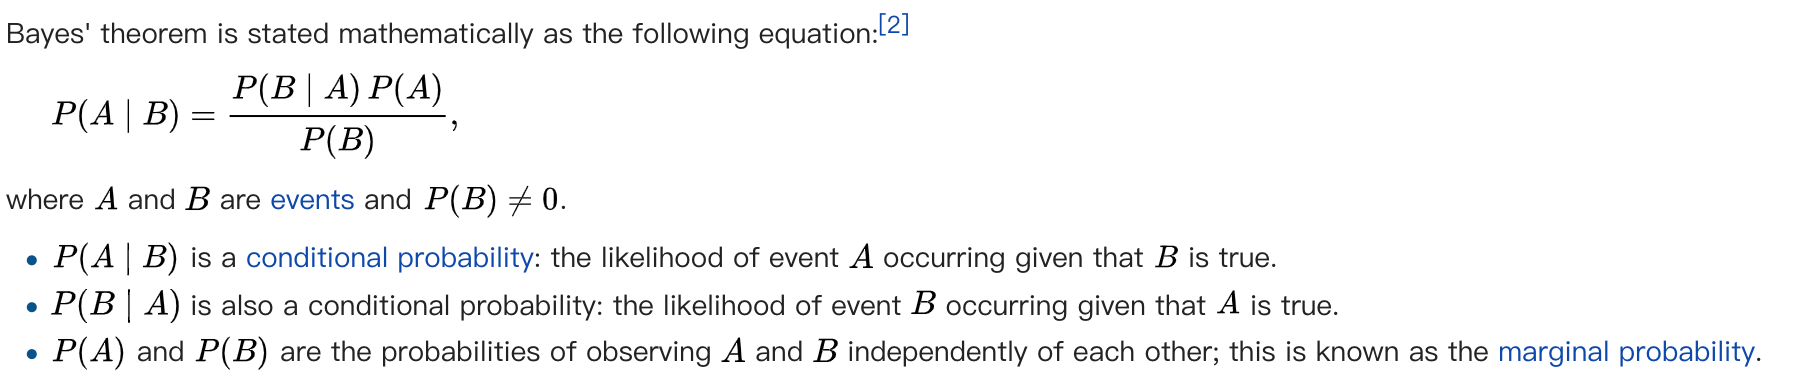 Bayes' theorem is stated mathematically as the following equation:[2]
P(A | B) = P(B | A) P(A) / P(B),
where A and B are events and P(B) ≠ 0.
• P(A | B) is a conditional probability: the likelihood of event A occurring given that B is true.
• P(B | A) is also a conditional probability: the likelihood of event B occurring given that A is true.
• P(A) and P(B) are the probabilities of observing A and B independently of each other; this is known as the marginal probability.